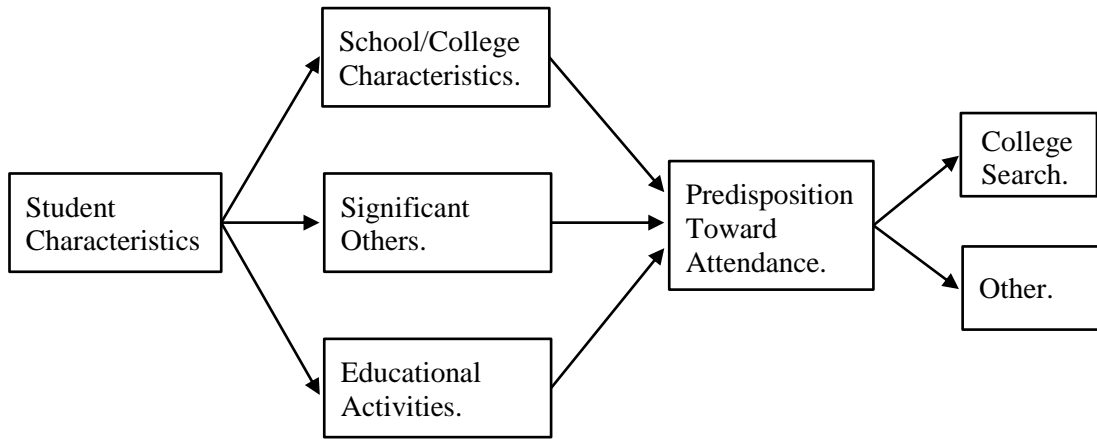 Student
Characteristics
School/College
Characteristics.
Significant
Others.
Educational
Activities.
Predisposition
Toward
Attendance.
College
Search.
Other.